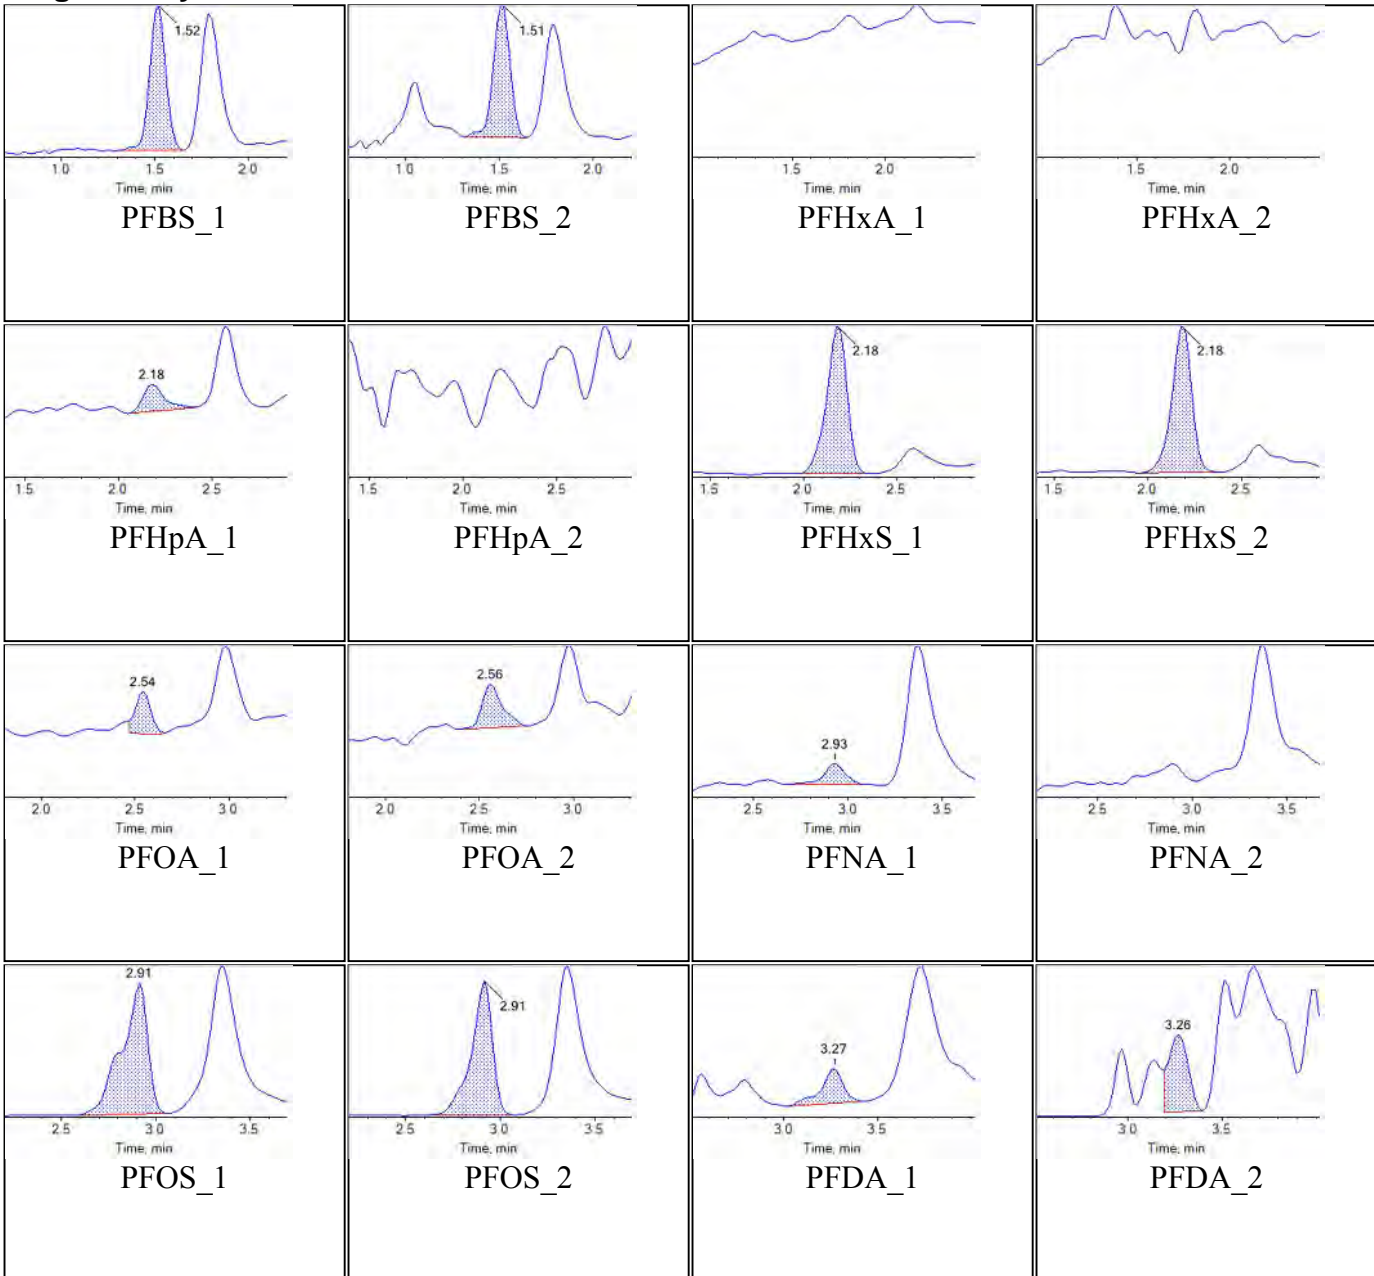 1.52
1.0 1.5 2.0
Time, min
PFBS_1
1.51
1.0 1.5 2.0
Time, min
PFBS_2
1.5 2.0
Time, min
PFHxA_1
1.5 2.0
Time, min
PFHxA_2
2.18
1.5 2.0 2.5
Time, min
PFHpA_1
1.5 2.0 2.5
Time, min
PFHpA_2
2.18
1.5 2.0 2.5
Time, min
PFHxS_1
2.18
1.5 2.0 2.5
Time, min
PFHxS_2
2.54
2.0 2.5 3.0
Time, min
PFOA_1
2.56
2.0 2.5 3.0
Time, min
PFOA_2
2.93
2.5 3.0 3.5
Time, min
PFNA_1
2.5 3.0 3.5
Time, min
PFNA_2
2.91
2.5 3.0 3.5
Time, min
PFOS_1
2.91
2.5 3.0 3.5
Time, min
PFOS_2
3.27
3.0 3.5
Time, min
PFDA_1
3.26
3.0 3.5
Time, min
PFDA_2